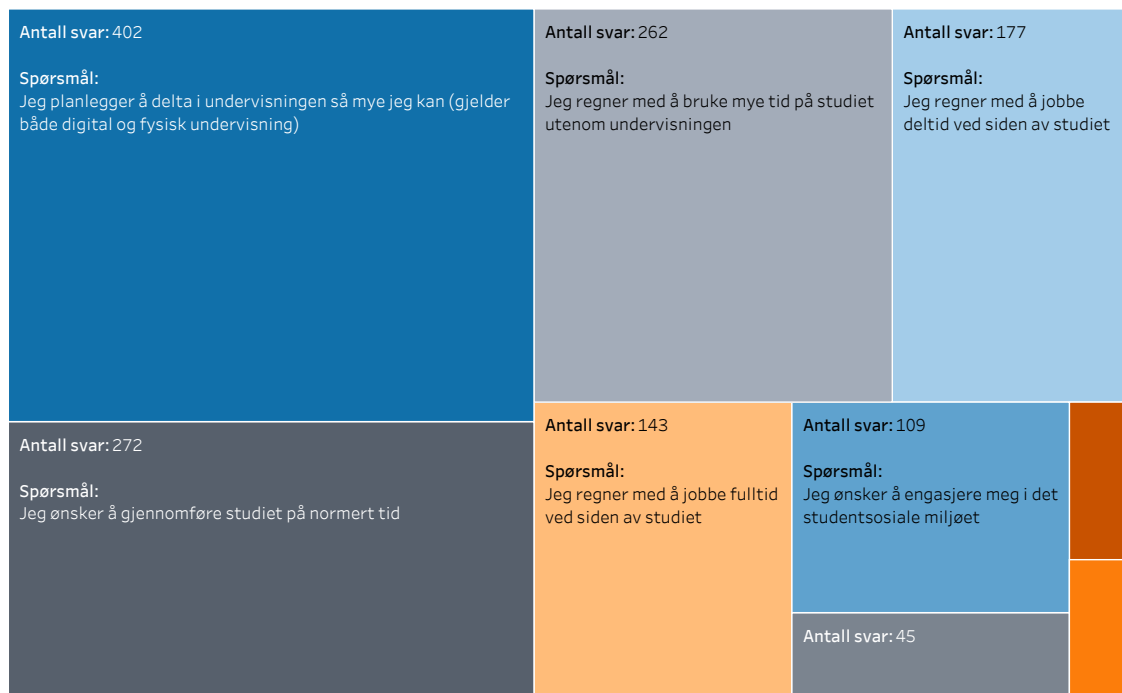 Antall svar: 402
Spørsmål:
Jeg planlegger å delta i undervisningen så mye jeg kan (gjelder
både digital og fysisk undervisning)
Antall svar: 262
Spørsmål:
Jeg regner med å bruke mye tid på studiet
utenom undervisningen
Antall svar: 177
Spørsmål:
Jeg regner med å jobbe
deltid ved siden av studiet
Antall svar: 272
Spørsmål:
Jeg ønsker å gjennomføre studiet på normert tid
Antall svar: 143
Spørsmål:
Jeg regner med å jobbe fulltid
ved siden av studiet
Antall svar: 109
Spørsmål:
Jeg ønsker å engasjere meg i det
studentsosiale miljøet
Antall svar: 45